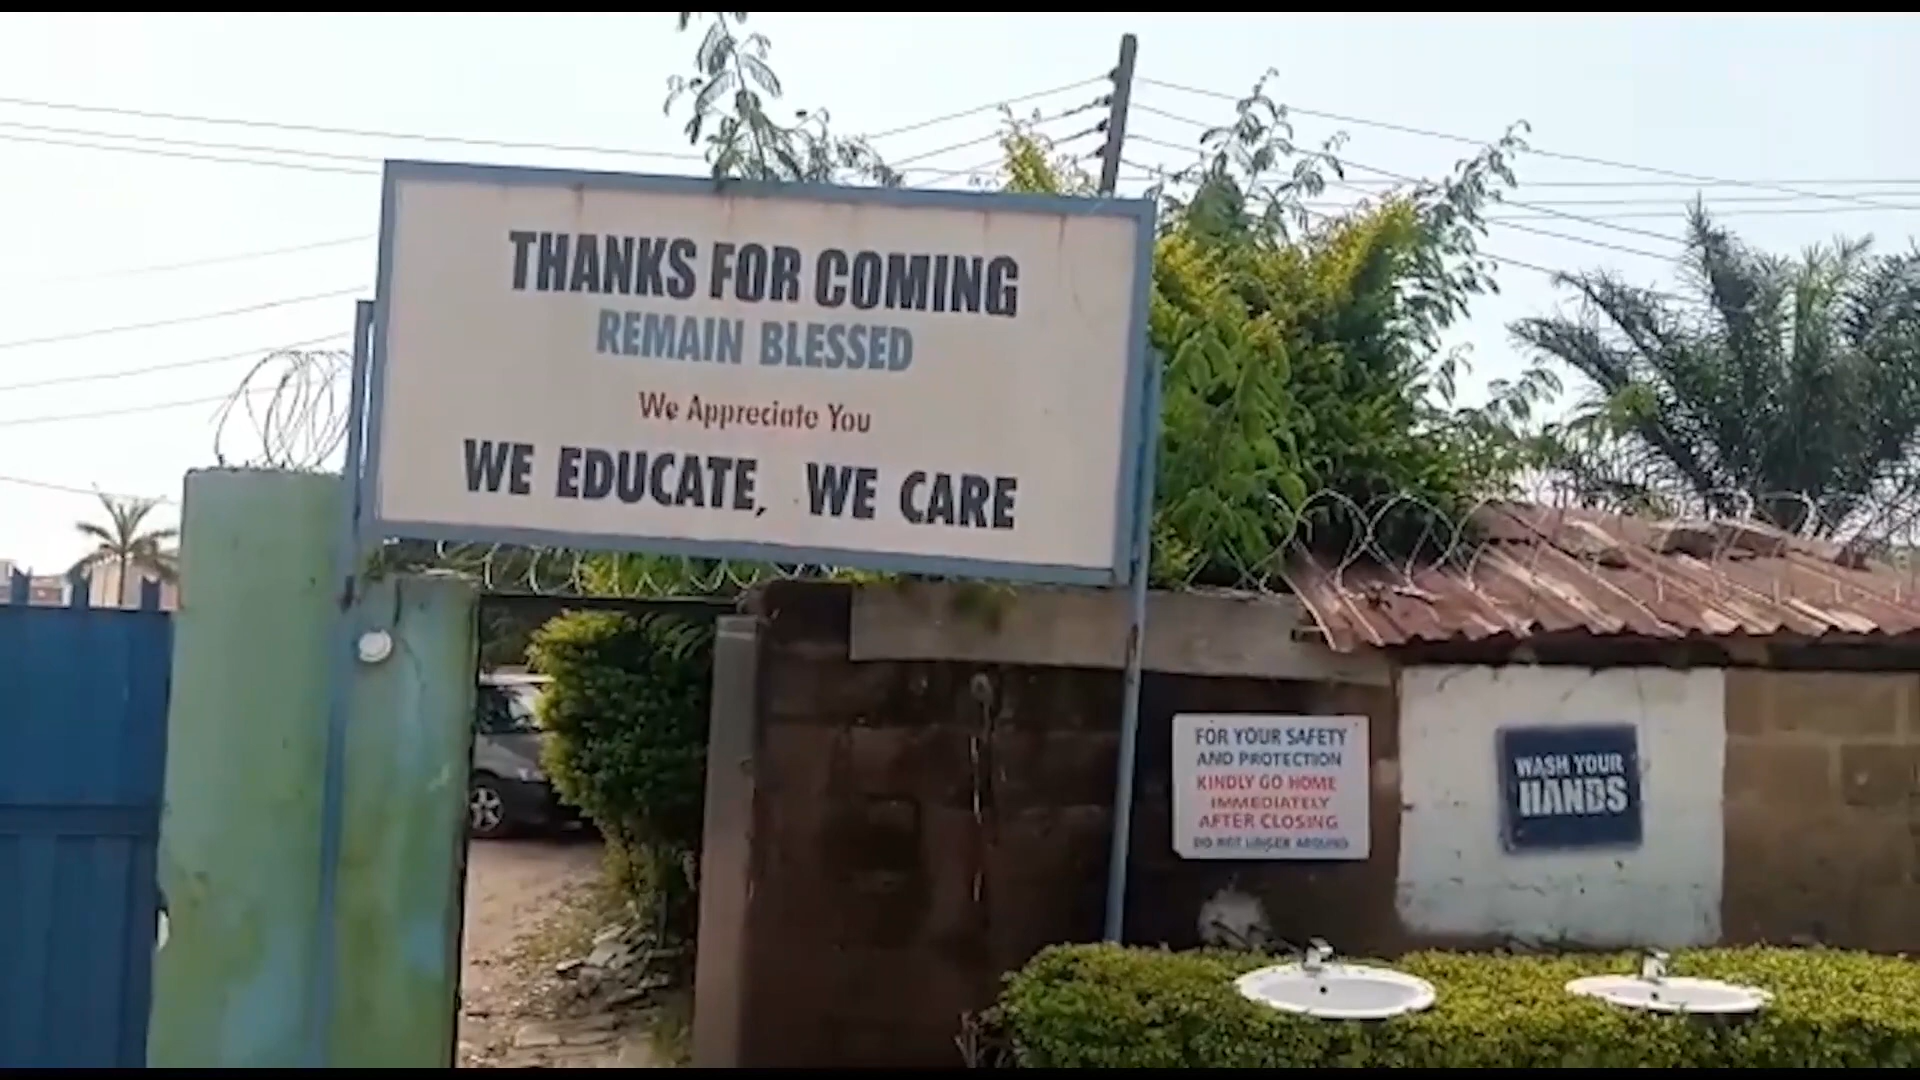 THANKS FOR COMING
REMAIN BLESSED
We Appreciate You
WE EDUCATE, WE CARE
FOR YOUR SAFETY
AND PROTECTION
KINDLY GO HOME
IMMEDIATELY
AFTER CLOSING
DO NOT LINGER AROUND
WASH YOUR
HANDS